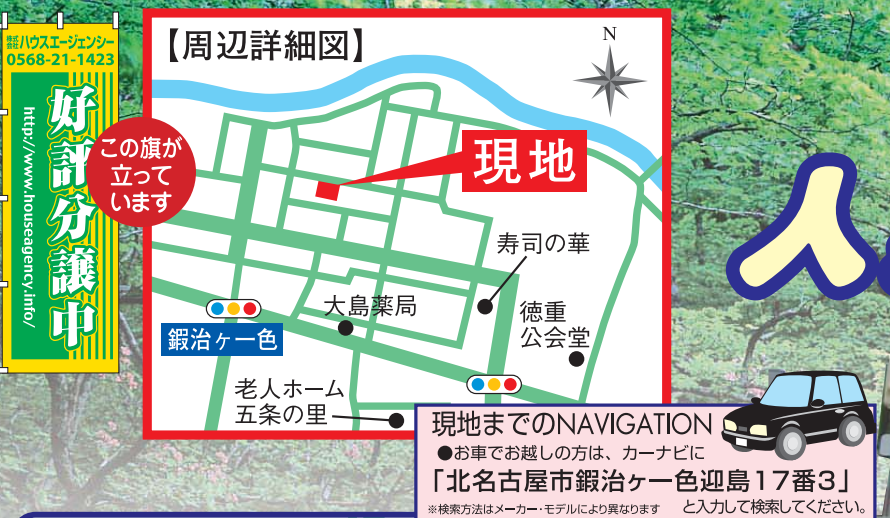 株式会社ハウスエージェンシー
0568-21-1423
好評分譲中
http://www.houseagency.info/
この旗が
立って
います
【周辺詳細図】
N
現地
寿司の華
大島薬局
徳重
公会堂
鍜治ヶ一色
老人ホーム
五条の里
現地までのNAVIGATION
●お車でお越しの方は、カーナビに
「北名古屋市鍜治ヶ一色迎島17番3」
※検索方法はメーカー・モデルにより異なります
と入力して検索してください。